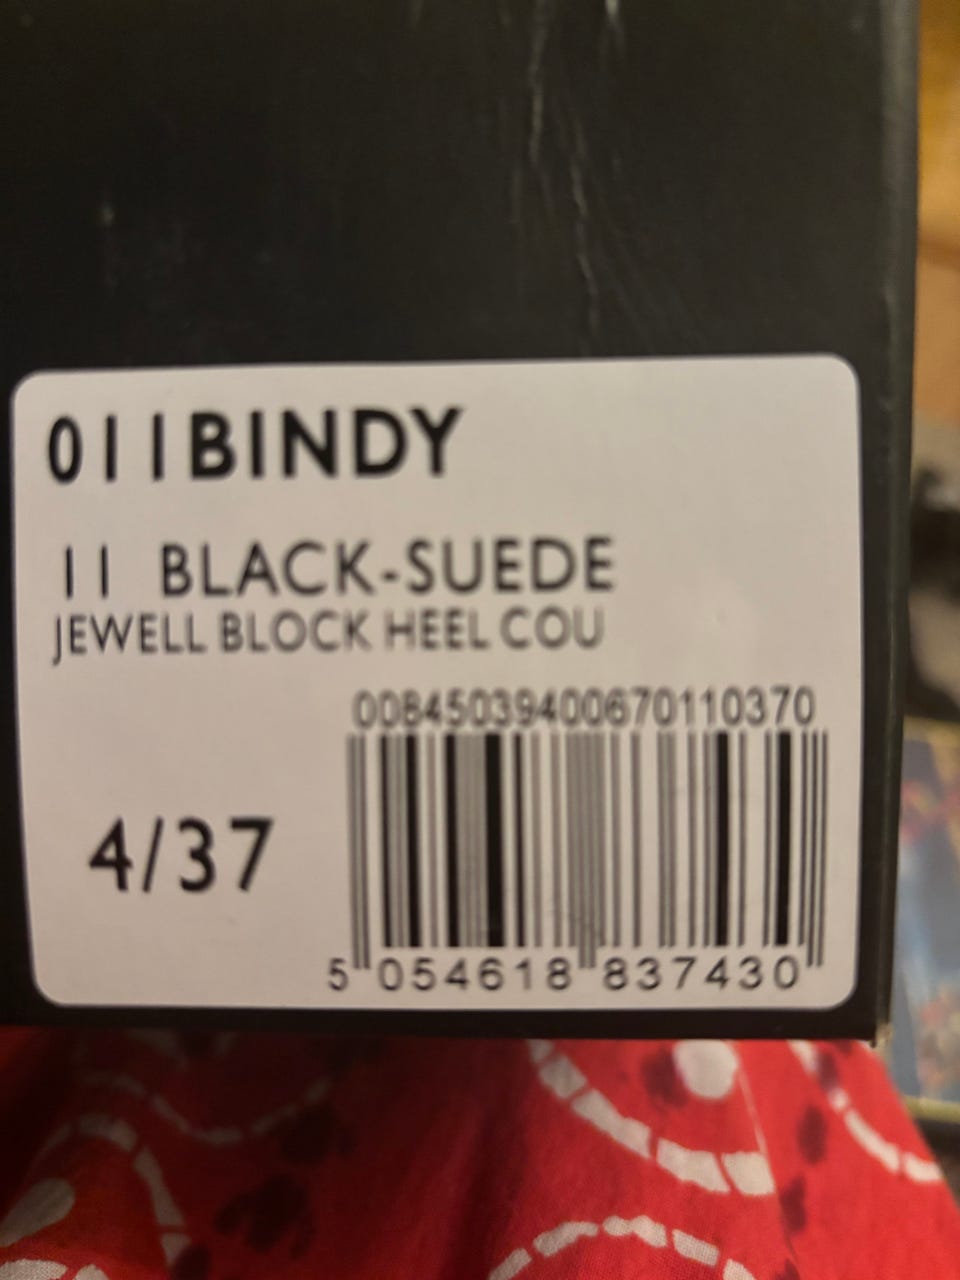 011BINDY
11 BLACK-SUEDE
JEWELL BLOCK HEEL COU
00845039400670110370
4/37
5 054618 837430